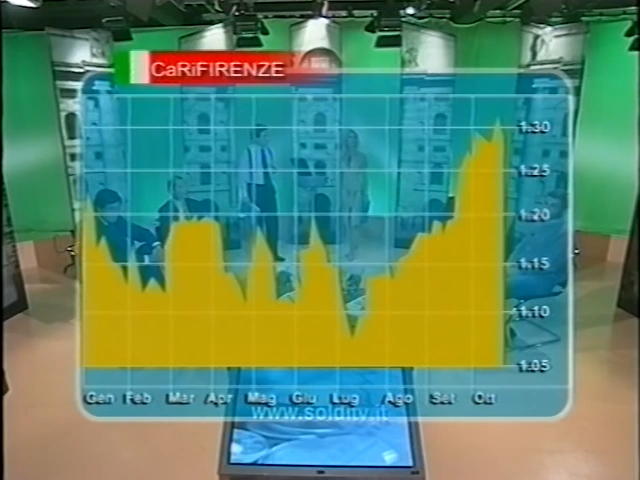 CaRiFIRENZE
1.30
1.25
1.20
1.15
1.10
1.05
Gen Feb Mar Apr Mag Giu Lug Ago Set Ott
www.solditv.it